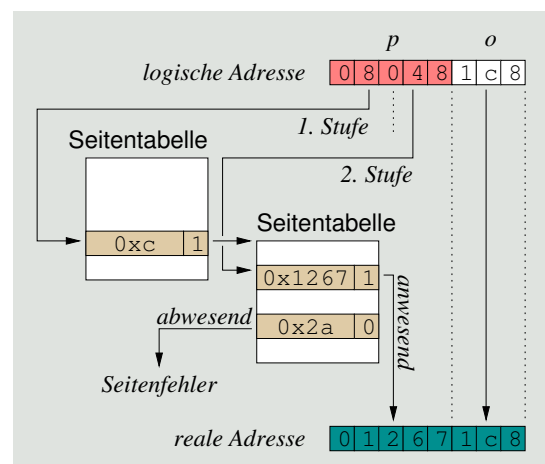 p o
logische Adresse 0 8 0 4 8 1 c 8
1. Stufe
Seitentabelle
2. Stufe
Seitentabelle
0xc 1
0x1267 1
anwesend
abwesend 0x2a 0
Seitenfehler
reale Adresse 0 1 2 6 7 1 c 8